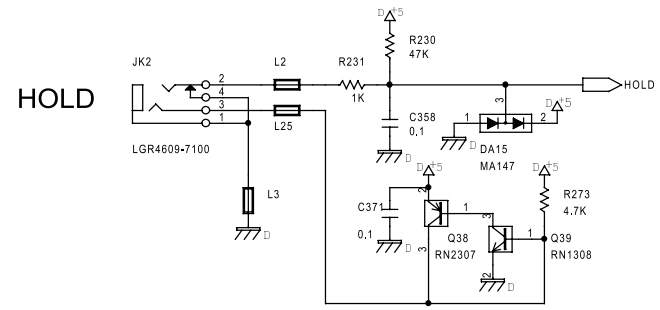 D +5
R230
47K
JK2
L2
R231
2
4
3
1
1K
3
HOLD
HOLD
C358
0.1
1
2
D +5
L25
D
DA15
MA147
LGR4609-7100
D
D +5
D +5
L3
C371
0.1
2
1
3
R273
4.7K
D
D
3
Q38
RN2307
1
Q39
RN1308
2
D